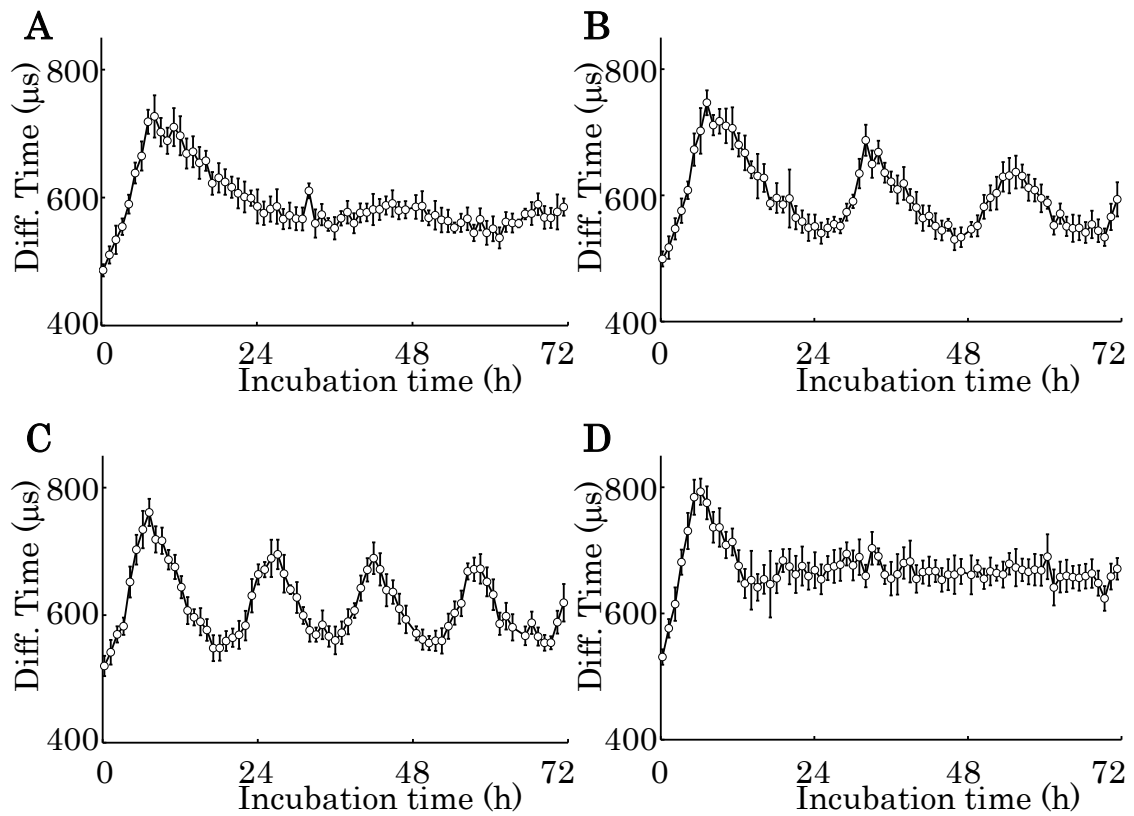 A
Diff. Time (μs)
800
600
400
0 24 48 72
Incubation time (h)
B
Diff. Time (μs)
800
600
400
0 24 48 72
Incubation time (h)
C
Diff. Time (μs)
800
600
400
0 24 48 72
Incubation time (h)
D
Diff. Time (μs)
800
600
400
0 24 48 72
Incubation time (h)